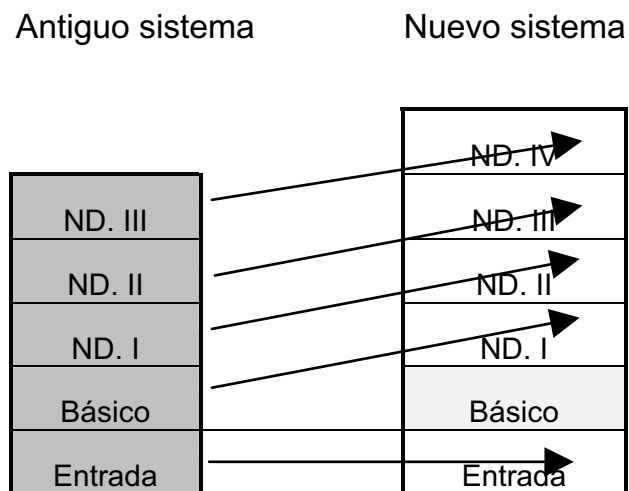 Antiguo sistema
Nuevo sistema
ND. III
ND. II
ND. I
Básico
Entrada
ND. IV
ND. III
ND. II
ND. I
Básico
Entrada